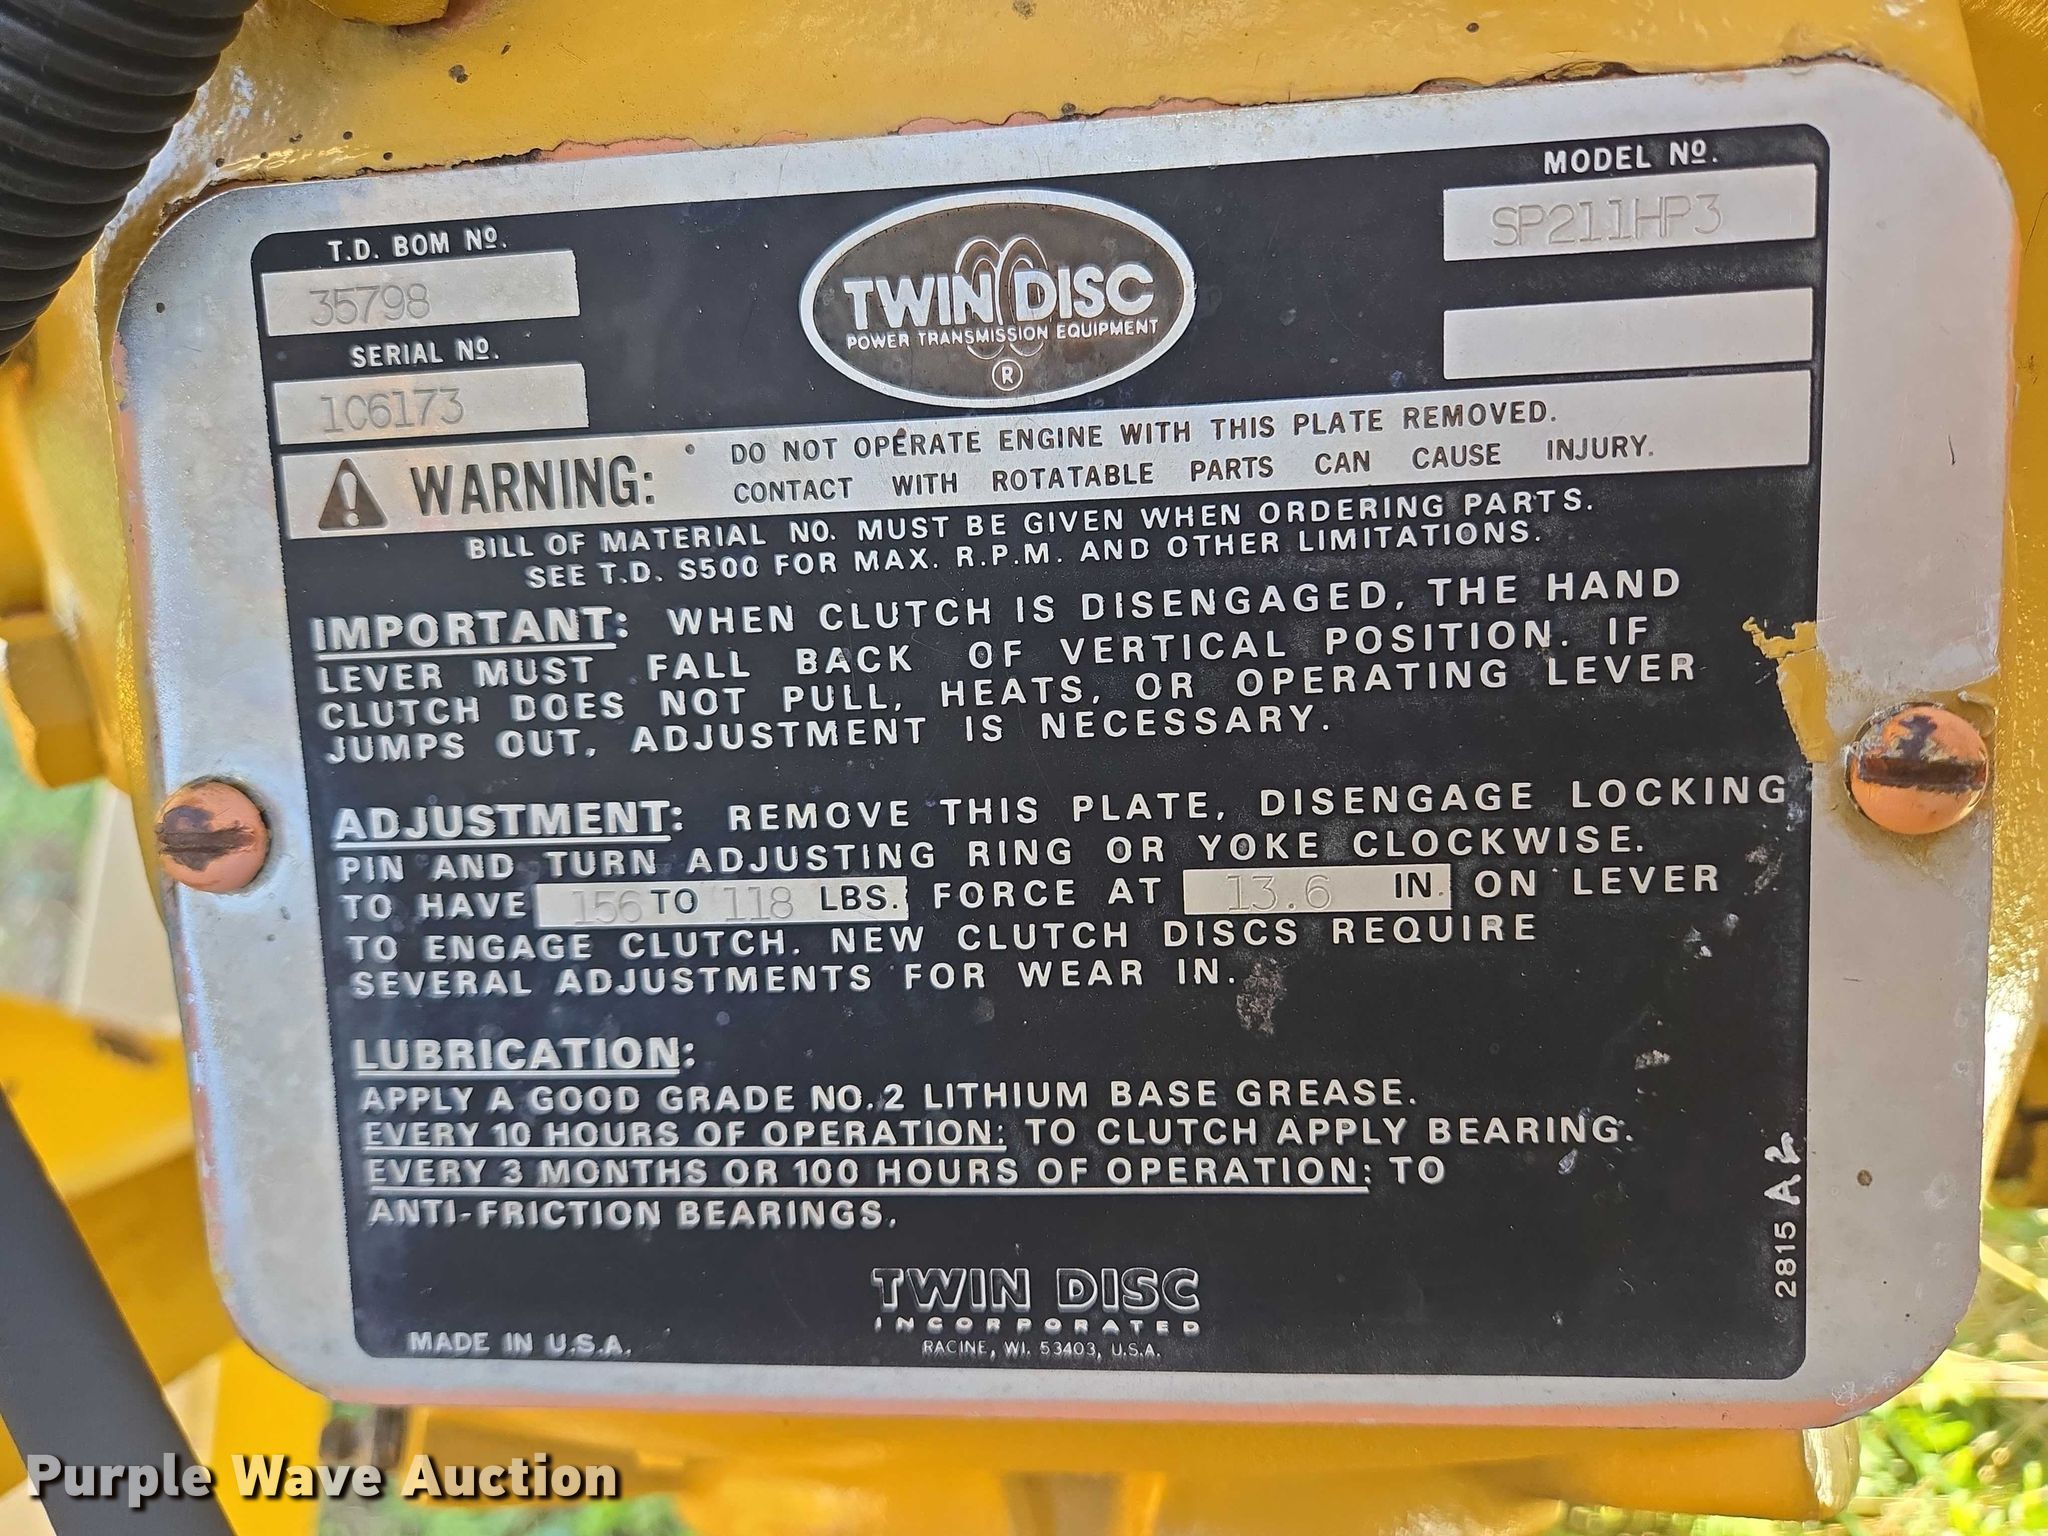 T.D. BOM Nº.
35798
SERIAL Nº.
1C6173
TWIN DISC
POWER TRANSMISSION EQUIPMENT
®
MODEL Nº.
SP211HP3
WARNING:
DO NOT OPERATE ENGINE WITH THIS PLATE REMOVED.
CONTACT WITH ROTATABLE PARTS CAN CAUSE INJURY.
BILL OF MATERIAL NO. MUST BE GIVEN WHEN ORDERING PARTS.
SEE T.D. S500 FOR MAX. R.P.M. AND OTHER LIMITATIONS.
IMPORTANT: WHEN CLUTCH IS DISENGAGED, THE HAND
LEVER MUST FALL BACK OF VERTICAL POSITION. IF
CLUTCH DOES NOT PULL, HEATS, OR OPERATING LEVER
JUMPS OUT, ADJUSTMENT IS NECESSARY.
ADJUSTMENT: REMOVE THIS PLATE, DISENGAGE LOCKING
PIN AND TURN ADJUSTING RING OR YOKE CLOCKWISE.
TO HAVE 156 TO 118 LBS. FORCE AT 13.6 IN. ON LEVER
TO ENGAGE CLUTCH. NEW CLUTCH DISCS REQUIRE
SEVERAL ADJUSTMENTS FOR WEAR IN.
LUBRICATION:
APPLY A GOOD GRADE NO. 2 LITHIUM BASE GREASE.
EVERY 10 HOURS OF OPERATION: TO CLUTCH APPLY BEARING.
EVERY 3 MONTHS OR 100 HOURS OF OPERATION: TO
ANTI-FRICTION BEARINGS.
2815 A2
TWIN DISC
INCORPORATED
RACINE, WI. 53403, U.S.A.
MADE IN U.S.A.
Purple Wave Auction